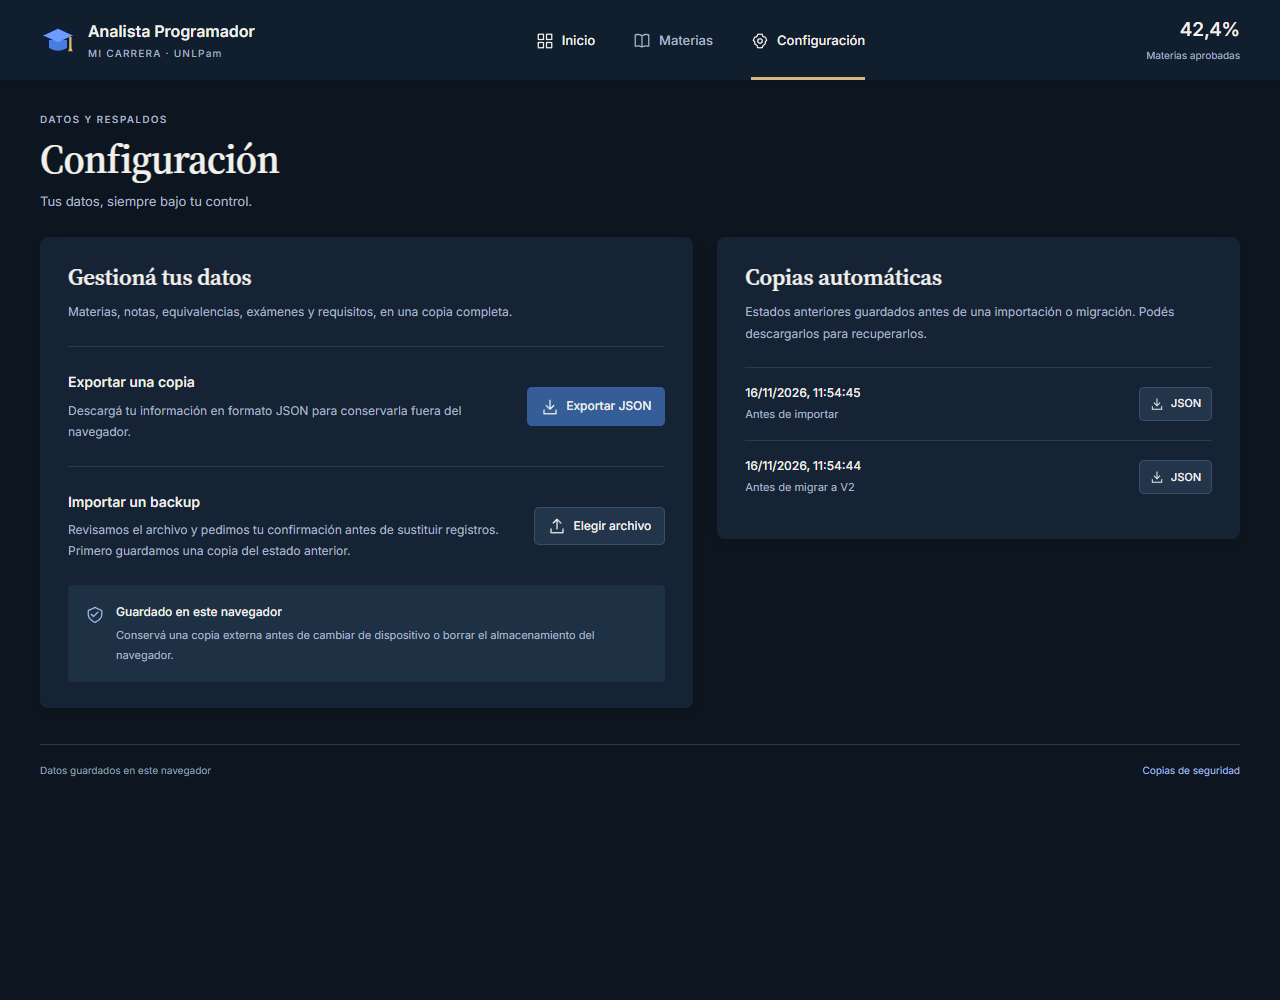 Analista Programador
MI CARRERA · UNLPam
Inicio
Materias
Configuración
42,4%
Materias aprobadas
DATOS Y RESPALDOS
Configuración
Tus datos, siempre bajo tu control.
Gestioná tus datos
Materias, notas, equivalencias, exámenes y requisitos, en una copia completa.
Exportar una copia
Descargá tu información en formato JSON para conservarla fuera del
navegador.
Exportar JSON
Importar un backup
Revisamos el archivo y pedimos tu confirmación antes de sustituir registros.
Primero guardamos una copia del estado anterior.
Elegir archivo
Guardado en este navegador
Conservá una copia externa antes de cambiar de dispositivo o borrar el almacenamiento del
navegador.
Copias automáticas
Estados anteriores guardados antes de una importación o migración. Podés
descargarlos para recuperarlos.
16/11/2026, 11:54:45
Antes de importar
JSON
16/11/2026, 11:54:44
Antes de migrar a V2
JSON
Datos guardados en este navegador
Copias de seguridad